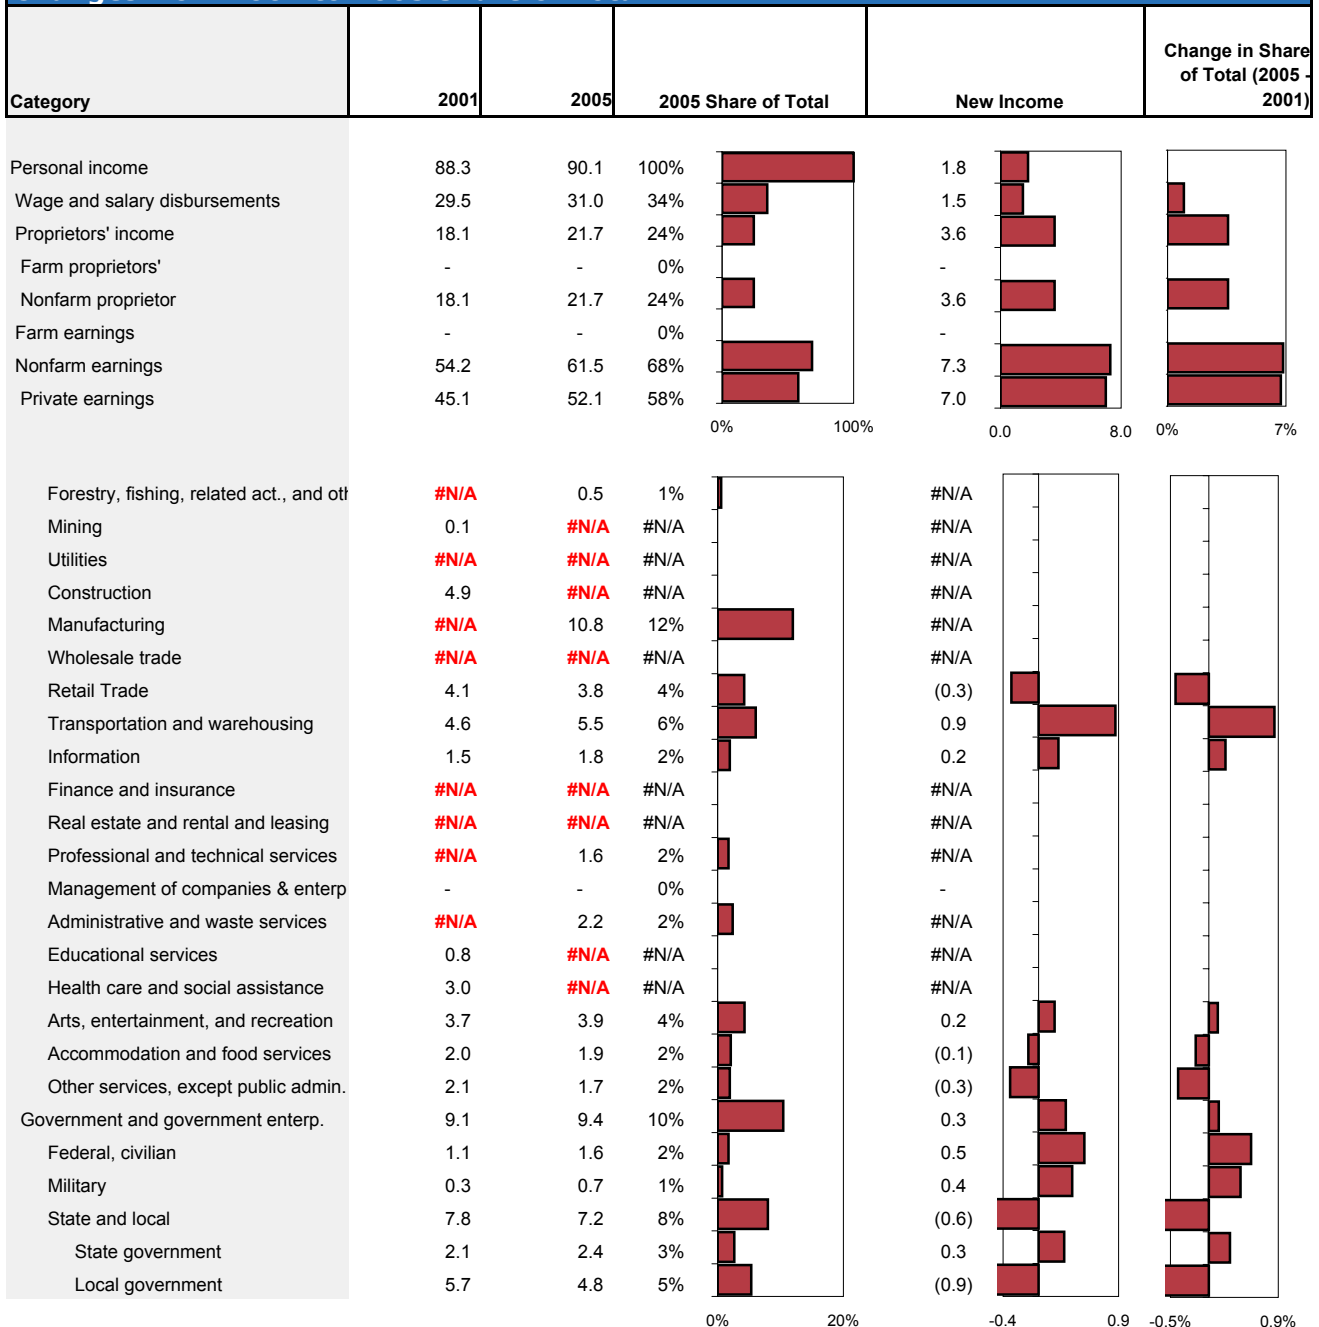 Change in Share
of Total (2005 -
Category 2001 2005 2005 Share of Total New Income 2001)
Personal income 88.3 90.1 100% 1.8
Wage and salary disbursements 29.5 31.0 34% 1.5
Proprietors' income 18.1 21.7 24% 3.6
Farm proprietors' - - 0% -
Nonfarm proprietor 18.1 21.7 24% 3.6
Farm earnings - - 0% -
Nonfarm earnings 54.2 61.5 68% 7.3
Private earnings 45.1 52.1 58% 7.0
0% 100% 0.0 8.0 0% 7%
Forestry, fishing, related act., and oth #N/A 0.5 1% #N/A
Mining 0.1 #N/A #N/A #N/A
Utilities #N/A #N/A #N/A #N/A
Construction 4.9 #N/A #N/A #N/A
Manufacturing #N/A 10.8 12% #N/A
Wholesale trade #N/A #N/A #N/A #N/A
Retail Trade 4.1 3.8 4% (0.3)
Transportation and warehousing 4.6 5.5 6% 0.9
Information 1.5 1.8 2% 0.2
Finance and insurance #N/A #N/A #N/A #N/A
Real estate and rental and leasing #N/A #N/A #N/A #N/A
Professional and technical services #N/A 1.6 2% #N/A
Management of companies & enterp - - 0% -
Administrative and waste services #N/A 2.2 2% #N/A
Educational services 0.8 #N/A #N/A #N/A
Health care and social assistance 3.0 #N/A #N/A #N/A
Arts, entertainment, and recreation 3.7 3.9 4% 0.2
Accommodation and food services 2.0 1.9 2% (0.1)
Other services, except public admin. 2.1 1.7 2% (0.3)
Government and government enterp. 9.1 9.4 10% 0.3
Federal, civilian 1.1 1.6 2% 0.5
Military 0.3 0.7 1% 0.4
State and local 7.8 7.2 8% (0.6)
State government 2.1 2.4 3% 0.3
Local government 5.7 4.8 5% (0.9)
0% 20% -0.4 0.9 -0.5% 0.9%